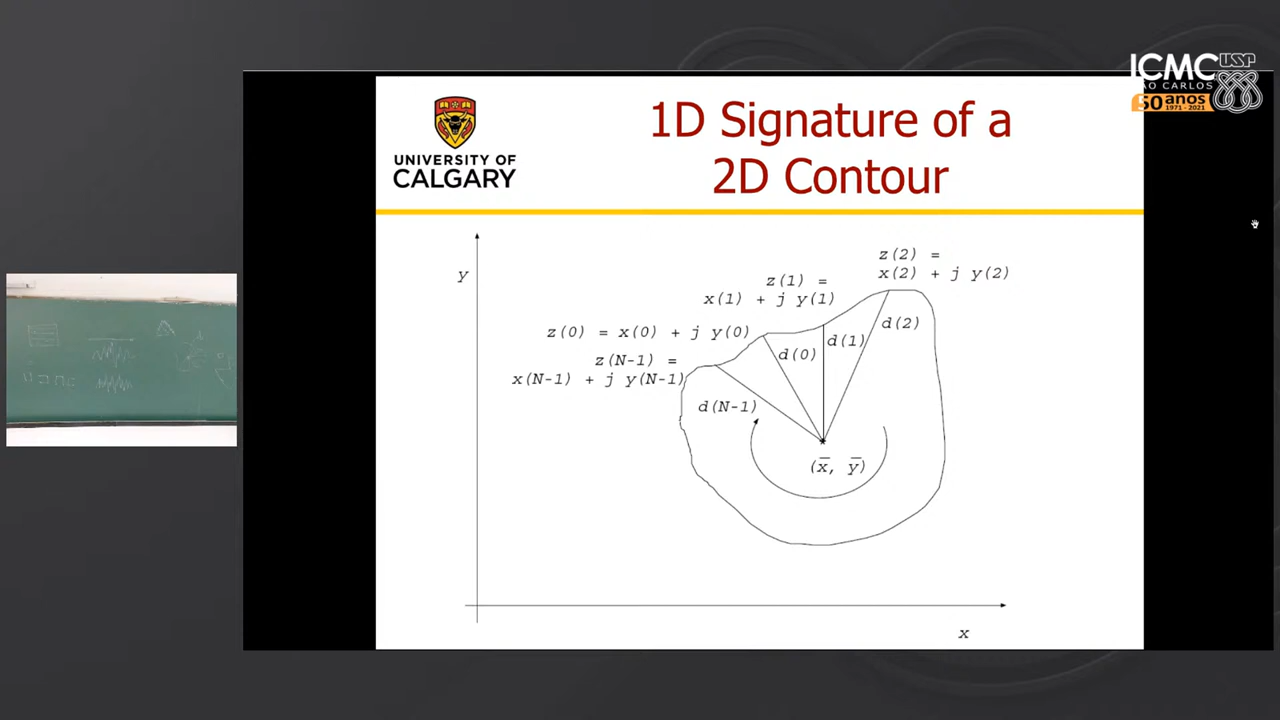 ICMC USP
SÃO CARLOS
50 anos
1971 - 2021
UNIVERSITY OF
CALGARY
1D Signature of a
2D Contour
y
z(2) =
x(2) + j y(2)
z(1) =
x(1) + j y(1)
z(0) = x(0) + j y(0)
z(N-1) =
x(N-1) + j y(N-1)
d(2)
d(1)
d(0)
d(N-1)
(x̅, y̅)
x